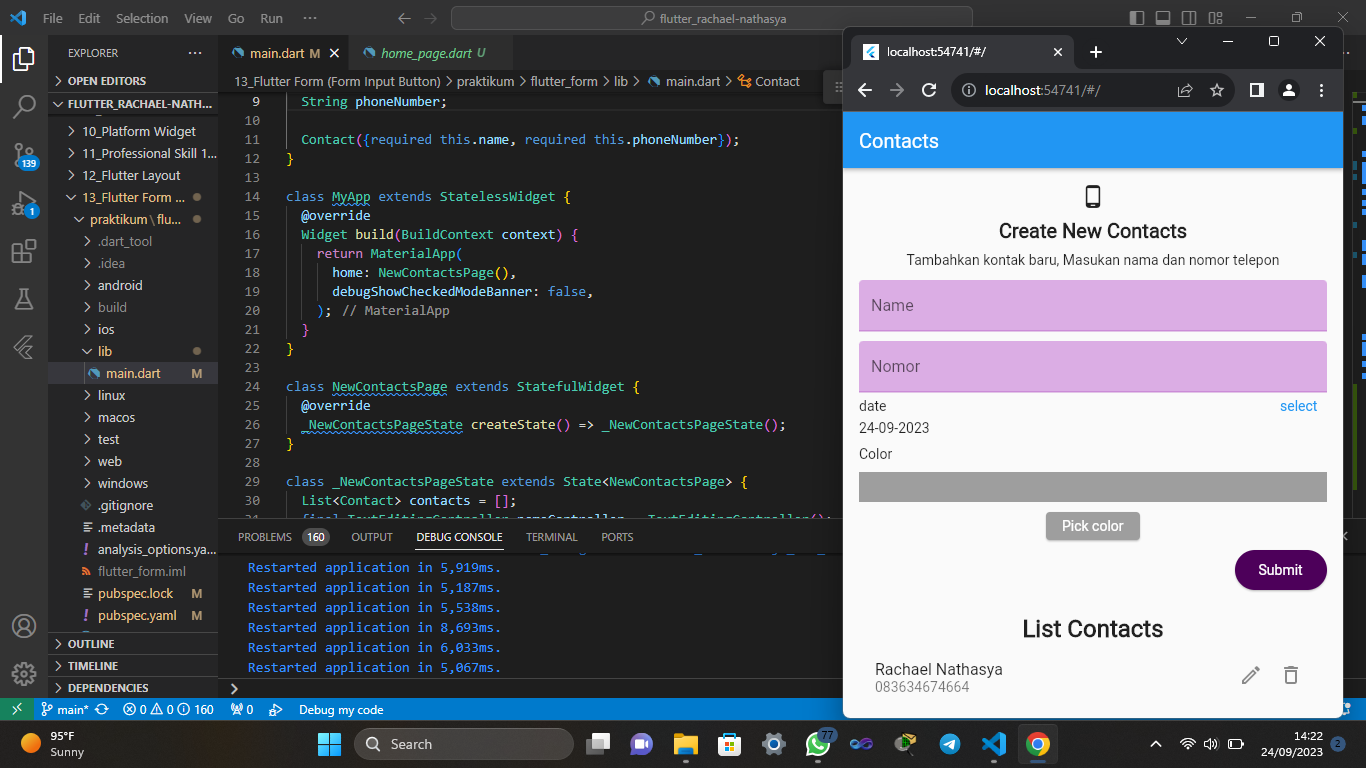 File Edit Selection View Go Run ···
flutter_rachael-nathasya
EXPLORER ···
OPEN EDITORS
FLUTTER_RACHAEL-NATH...
10_Platform Widget
11_Professional Skill 1...
12_Flutter Layout
13_Flutter Form ...
praktikum \ flu...
.dart_tool
.idea
android
build
ios
lib
main.dart M
linux
macos
test
web
windows
.gitignore
.metadata
analysis_options.ya...
flutter_form.iml
pubspec.lock M
pubspec.yaml M
OUTLINE
TIMELINE
DEPENDENCIES
139
1
main.dart M
home_page.dart U
13_Flutter Form (Form Input Button) > praktikum > flutter_form > lib > main.dart > Contact
9 String phoneNumber;
10
11 Contact({required this.name, required this.phoneNumber});
12 }
13
14 class MyApp extends StatelessWidget {
15 @override
16 Widget build(BuildContext context) {
17 return MaterialApp(
18 home: NewContactsPage(),
19 debugShowCheckedModeBanner: false,
20 ); // MaterialApp
21 }
22 }
23
24 class NewContactsPage extends StatefulWidget {
25 @override
26 _NewContactsPageState createState() => _NewContactsPageState();
27 }
28
29 class _NewContactsPageState extends State<NewContactsPage> {
30 List<Contact> contacts = [];
PROBLEMS 160 OUTPUT DEBUG CONSOLE TERMINAL PORTS
Restarted application in 5,919ms.
Restarted application in 5,187ms.
Restarted application in 5,538ms.
Restarted application in 8,693ms.
Restarted application in 6,033ms.
Restarted application in 5,067ms.
main* 0 0 160 0 Debug my code
localhost:54741/#/
localhost:54741/#/
Contacts
Create New Contacts
Tambahkan kontak baru, Masukan nama dan nomor telepon
Name
Nomor
date select
24-09-2023
Color
Pick color
Submit
List Contacts
Rachael Nathasya
083634674664
95°F
Sunny
Search
77
14:22
24/09/2023
2